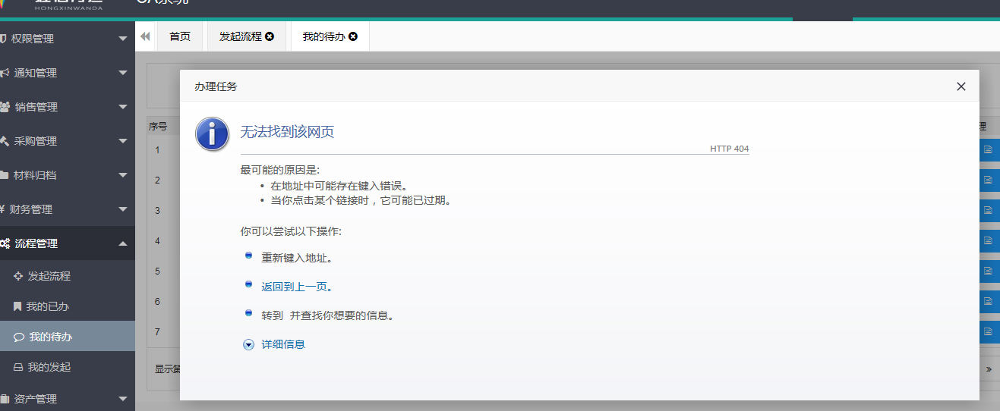 HONGXINWANDA
权限管理
首页
发起流程
我的待办
通知管理
销售管理
采购管理
材料归档
财务管理
流程管理
发起流程
我的已办
我的待办
我的发起
资产管理
办理任务
序号
理
1
2
3
4
5
6
7
显示第
»
无法找到该网页
HTTP 404
最可能的原因是:
• 在地址中可能存在键入错误。
• 当你点击某个链接时，它可能已过期。
你可以尝试以下操作:
重新键入地址。
返回到上一页。
转到 并查找你想要的信息。
详细信息